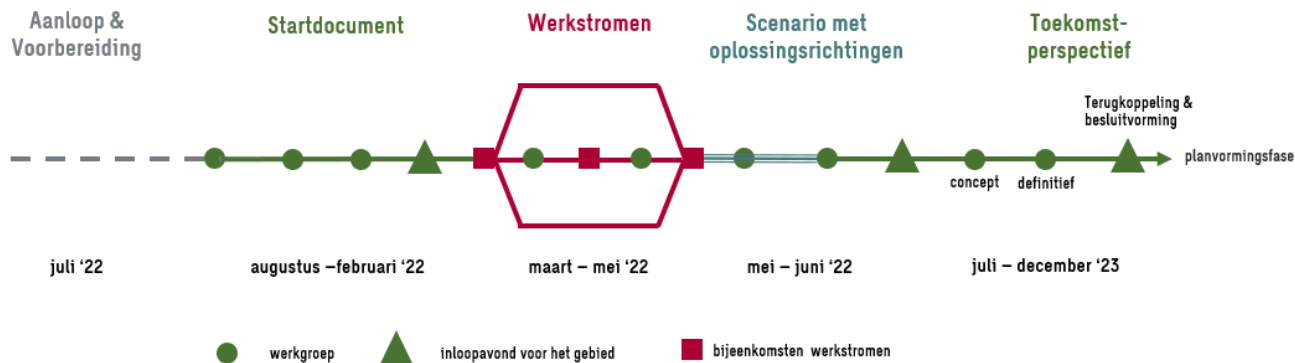 Aanloop &
Voorbereiding
Startdocument
Werkstromen
Scenario met
oplossingsrichtingen
Toekomst-
perspectief
Terugkoppeling &
besluitvorming
planvormingsfase
concept
definitief
juli ‘22
augustus –februari ‘22
maart – mei ‘22
mei – juni ‘22
juli – december ‘23
werkgroep
inloopavond voor het gebied
bijeenkomsten werkstromen